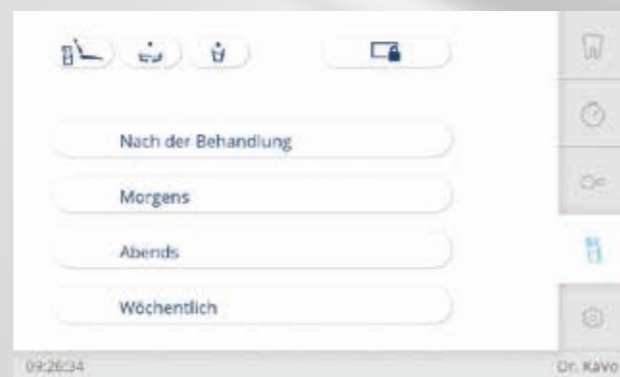 Nach der Behandlung
Morgens
Abends
Wöchentlich
09:26:34
Dr. KaVo